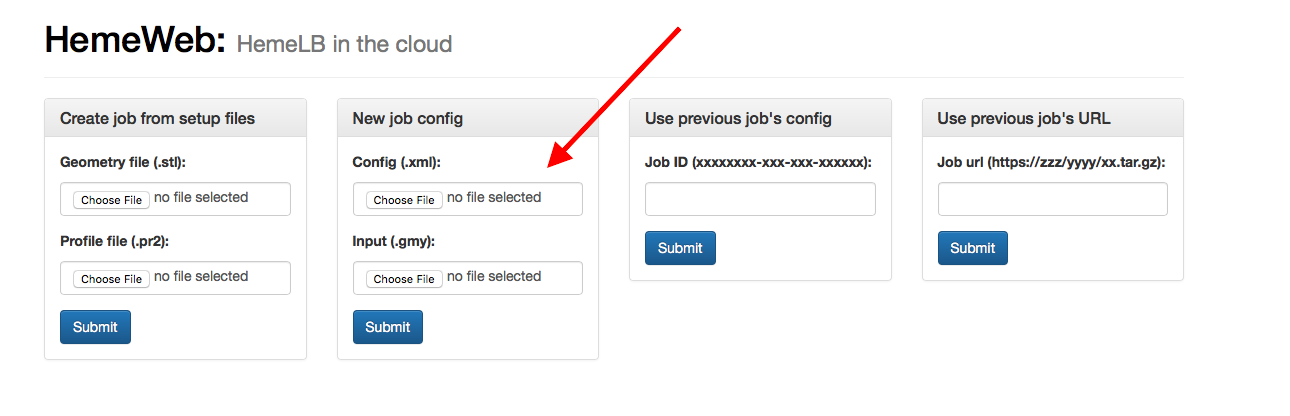 HemeWeb: HemeLB in the cloud
Create job from setup files
Geometry file (.stl):
Choose File no file selected
Profile file (.pr2):
Choose File no file selected
Submit
New job config
Config (.xml):
Choose File no file selected
Input (.gmy):
Choose File no file selected
Submit
Use previous job's config
Job ID (xxxxxxxx-xxx-xxx-xxxxxx):
Submit
Use previous job's URL
Job url (https://zzz/yyyy/xx.tar.gz):
Submit